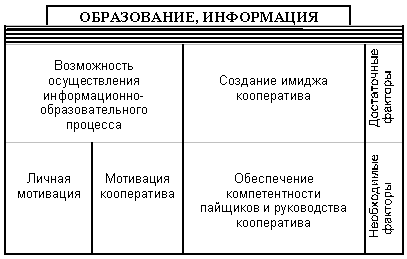 ОБРАЗОВАНИЕ, ИНФОРМАЦИЯ
Возможность
осуществления
информационно-
образовательного
процесса
Создание имиджа
кооператива
Достаточные
факторы
Личная
мотивация
Мотивация
кооператива
Обеспечение
компетентности
пайщиков и руководства
кооператива
Необходимые
факторы